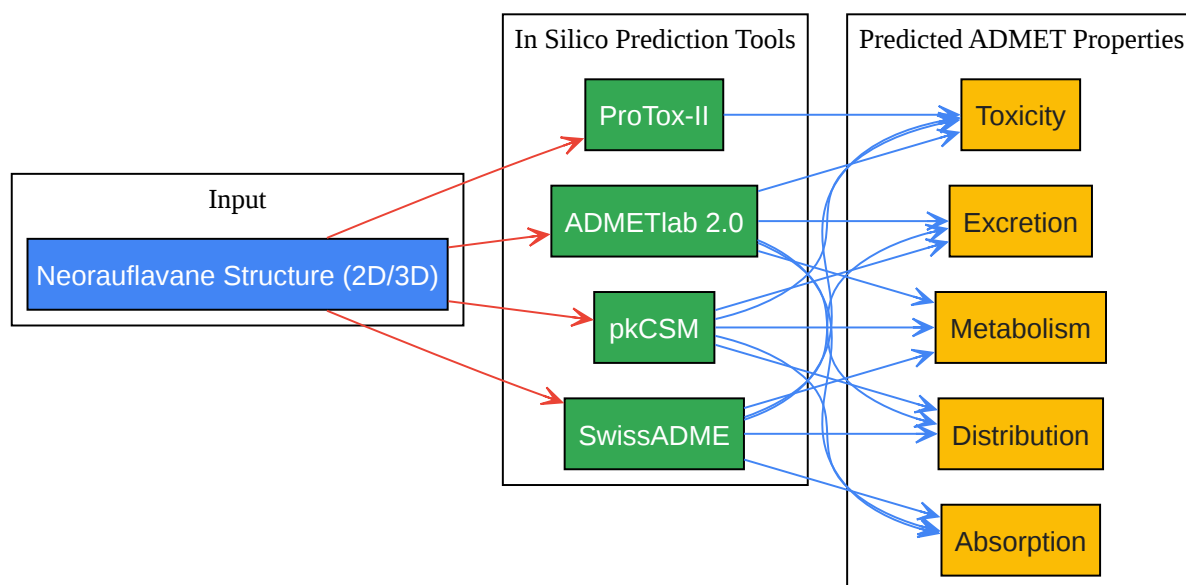 Input
Neorauflavane Structure (2D/3D)
In Silico Prediction Tools
ProTox-II
ADMETlab 2.0
pkCSM
SwissADME
Predicted ADMET Properties
Toxicity
Excretion
Metabolism
Distribution
Absorption